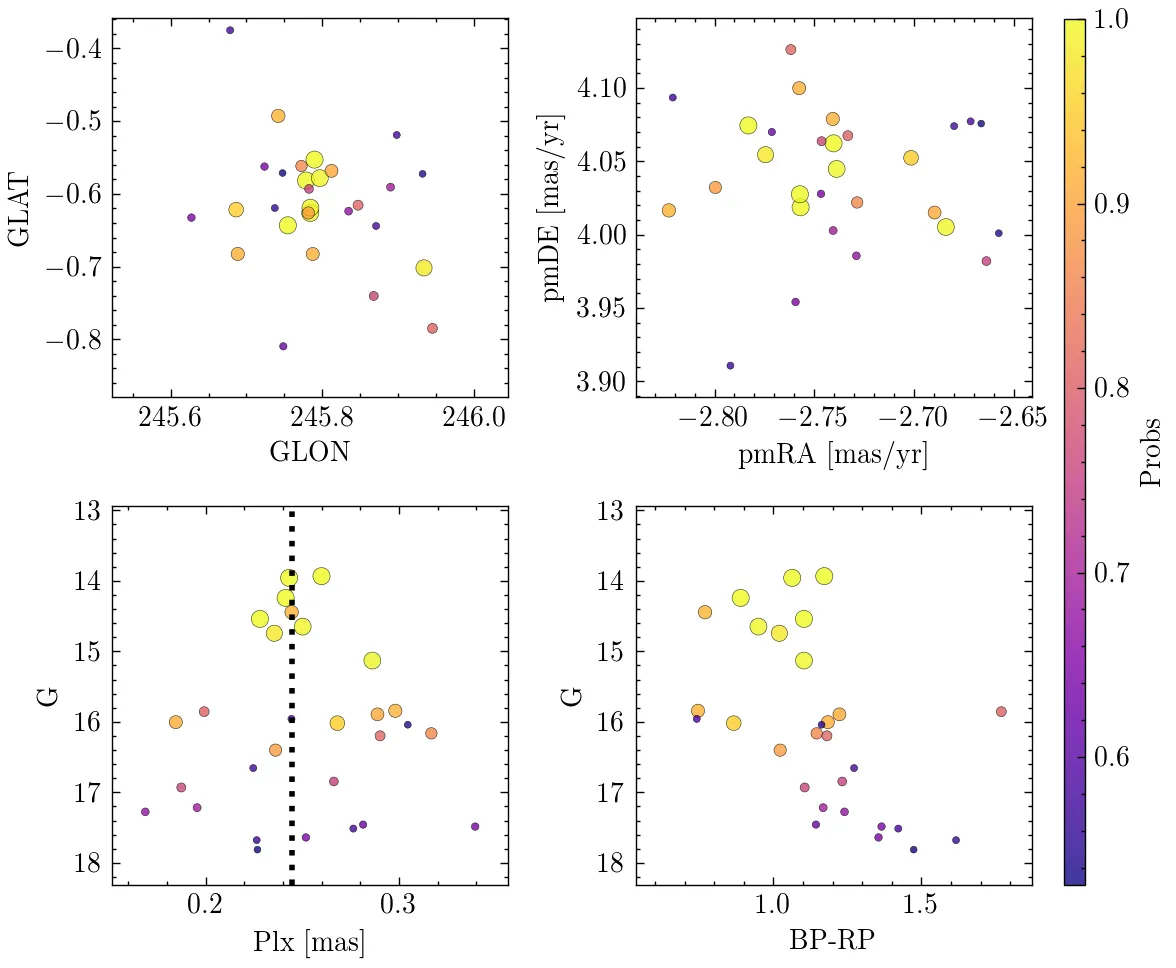 −0.4
−0.5
−0.6
−0.7
−0.8
GLAT
245.6 245.8 246.0
GLON
4.10
4.05
4.00
3.95
3.90
pmDE [mas/yr]
−2.80 −2.75 −2.70 −2.65
pmRA [mas/yr]
13
14
15
16
17
18
G
0.2 0.3
Plx [mas]
13
14
15
16
17
18
G
1.0 1.5
BP-RP
1.0
0.9
0.8
0.7
0.6
Probs